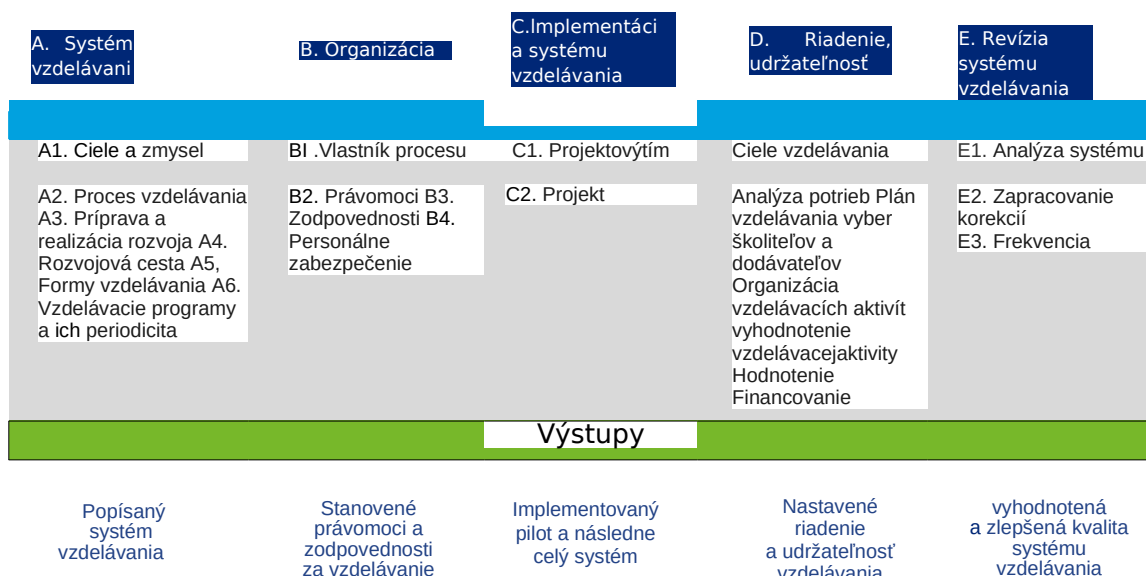 A. Systém
vzdelávani
B. Organizácia
C.Implementáci
a systému
vzdelávania
D. Riadenie,
udržateľnosť
E. Revízia
systému
vzdelávania
A1. Ciele a zmysel
A2. Proces vzdelávania
A3. Príprava a
realizácia rozvoja A4.
Rozvojová cesta A5,
Formy vzdelávania A6.
Vzdelávacie programy
a ich periodicita
BI .Vlastník procesu
B2. Právomoci B3.
Zodpovednosti B4.
Personálne
zabezpečenie
C1. Projektovýtím
C2. Projekt
Ciele vzdelávania
Analýza potrieb Plán
vzdelávania vyber
školiteľov a
dodávateľov
Organizácia
vzdelávacích aktivít
vyhodnotenie
vzdelávacejaktivity
Hodnotenie
Financovanie
E1. Analýza systému
E2. Zapracovanie
korekcií
E3. Frekvencia
Výstupy
Popísaný
systém
vzdelávania
Stanovené
právomoci a
zodpovednosti
za vzdelávanie
Implementovaný
pilot a následne
celý systém
Nastavené
riadenie
a udržateľnosť
vzdelávania
vyhodnotená
a zlepšená kvalita
systému
vzdelávania